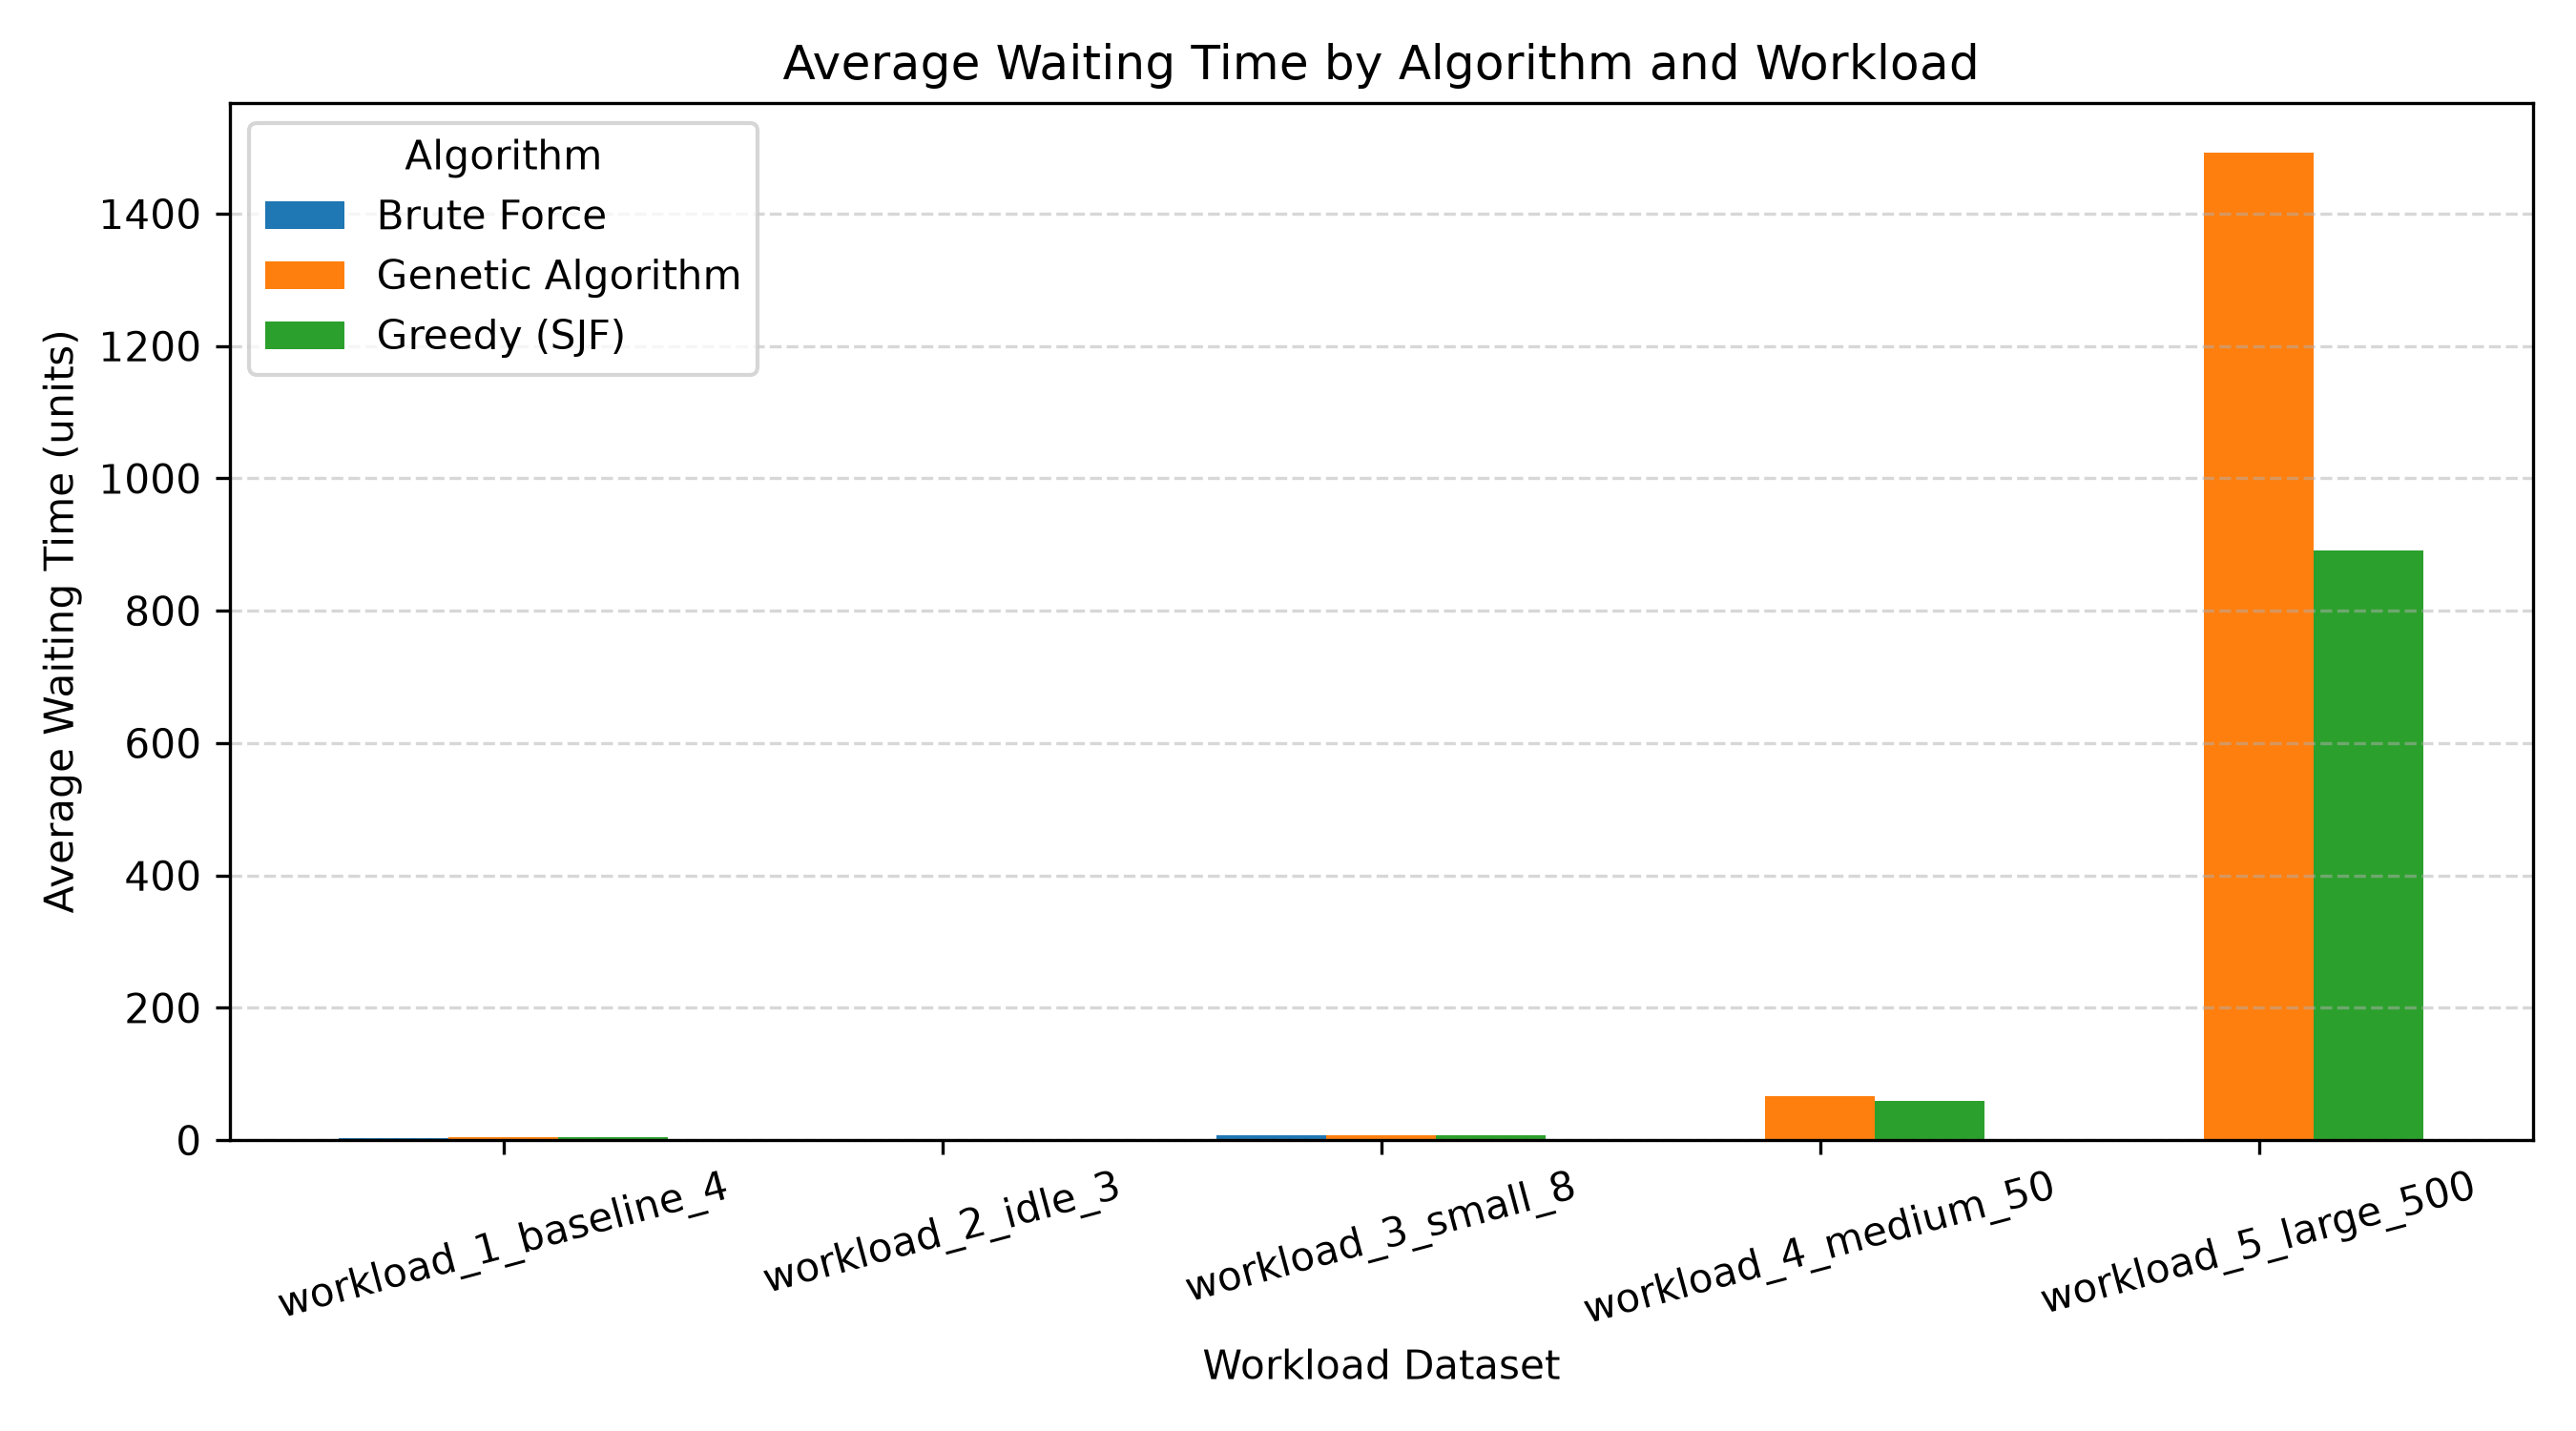 Average Waiting Time by Algorithm and Workload
Algorithm
Brute Force
Genetic Algorithm
Greedy (SJF)
Average Waiting Time (units)
1400
1200
1000
800
600
400
200
0
workload_1_baseline_4
workload_2_idle_3
workload_3_small_8
workload_4_medium_50
workload_5_large_500
Workload Dataset